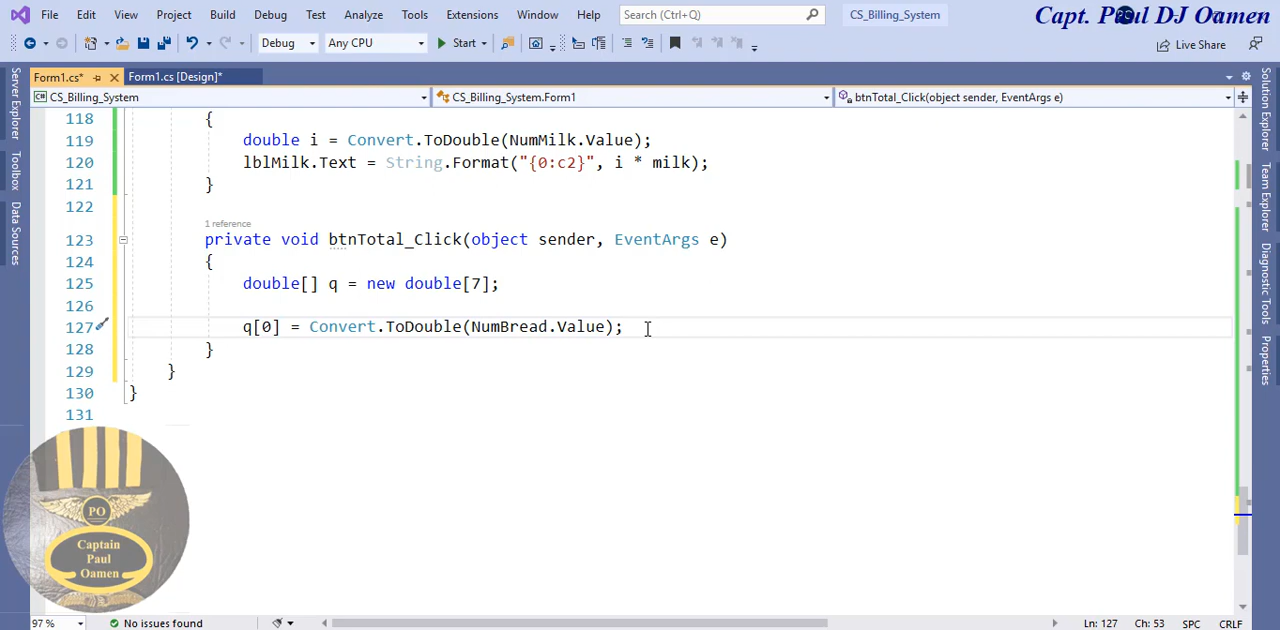 File Edit View Project Build Debug Test Analyze Tools Extensions Window Help Search (Ctrl+Q) CS_Billing_System
Capt. Paul DJ Oamen
Debug Any CPU Start Live Share
Form1.cs* Form1.cs [Design]*
CS_Billing_System CS_Billing_System.Form1 btnTotal_Click(object sender, EventArgs e)
Server Explorer
Toolbox
Data Sources
118 {
119 double i = Convert.ToDouble(NumMilk.Value);
120 lblMilk.Text = String.Format("{0:c2}", i * milk);
121 }
122
1 reference
123 private void btnTotal_Click(object sender, EventArgs e)
124 {
125 double[] q = new double[7];
126
127 q[0] = Convert.ToDouble(NumBread.Value);
128 }
129 }
130 }
131
PO
Captain
Paul
Oamen
Solution Explorer
Team Explorer
Diagnostic Tools
Properties
97 % No issues found Ln: 127 Ch: 53 SPC CRLF